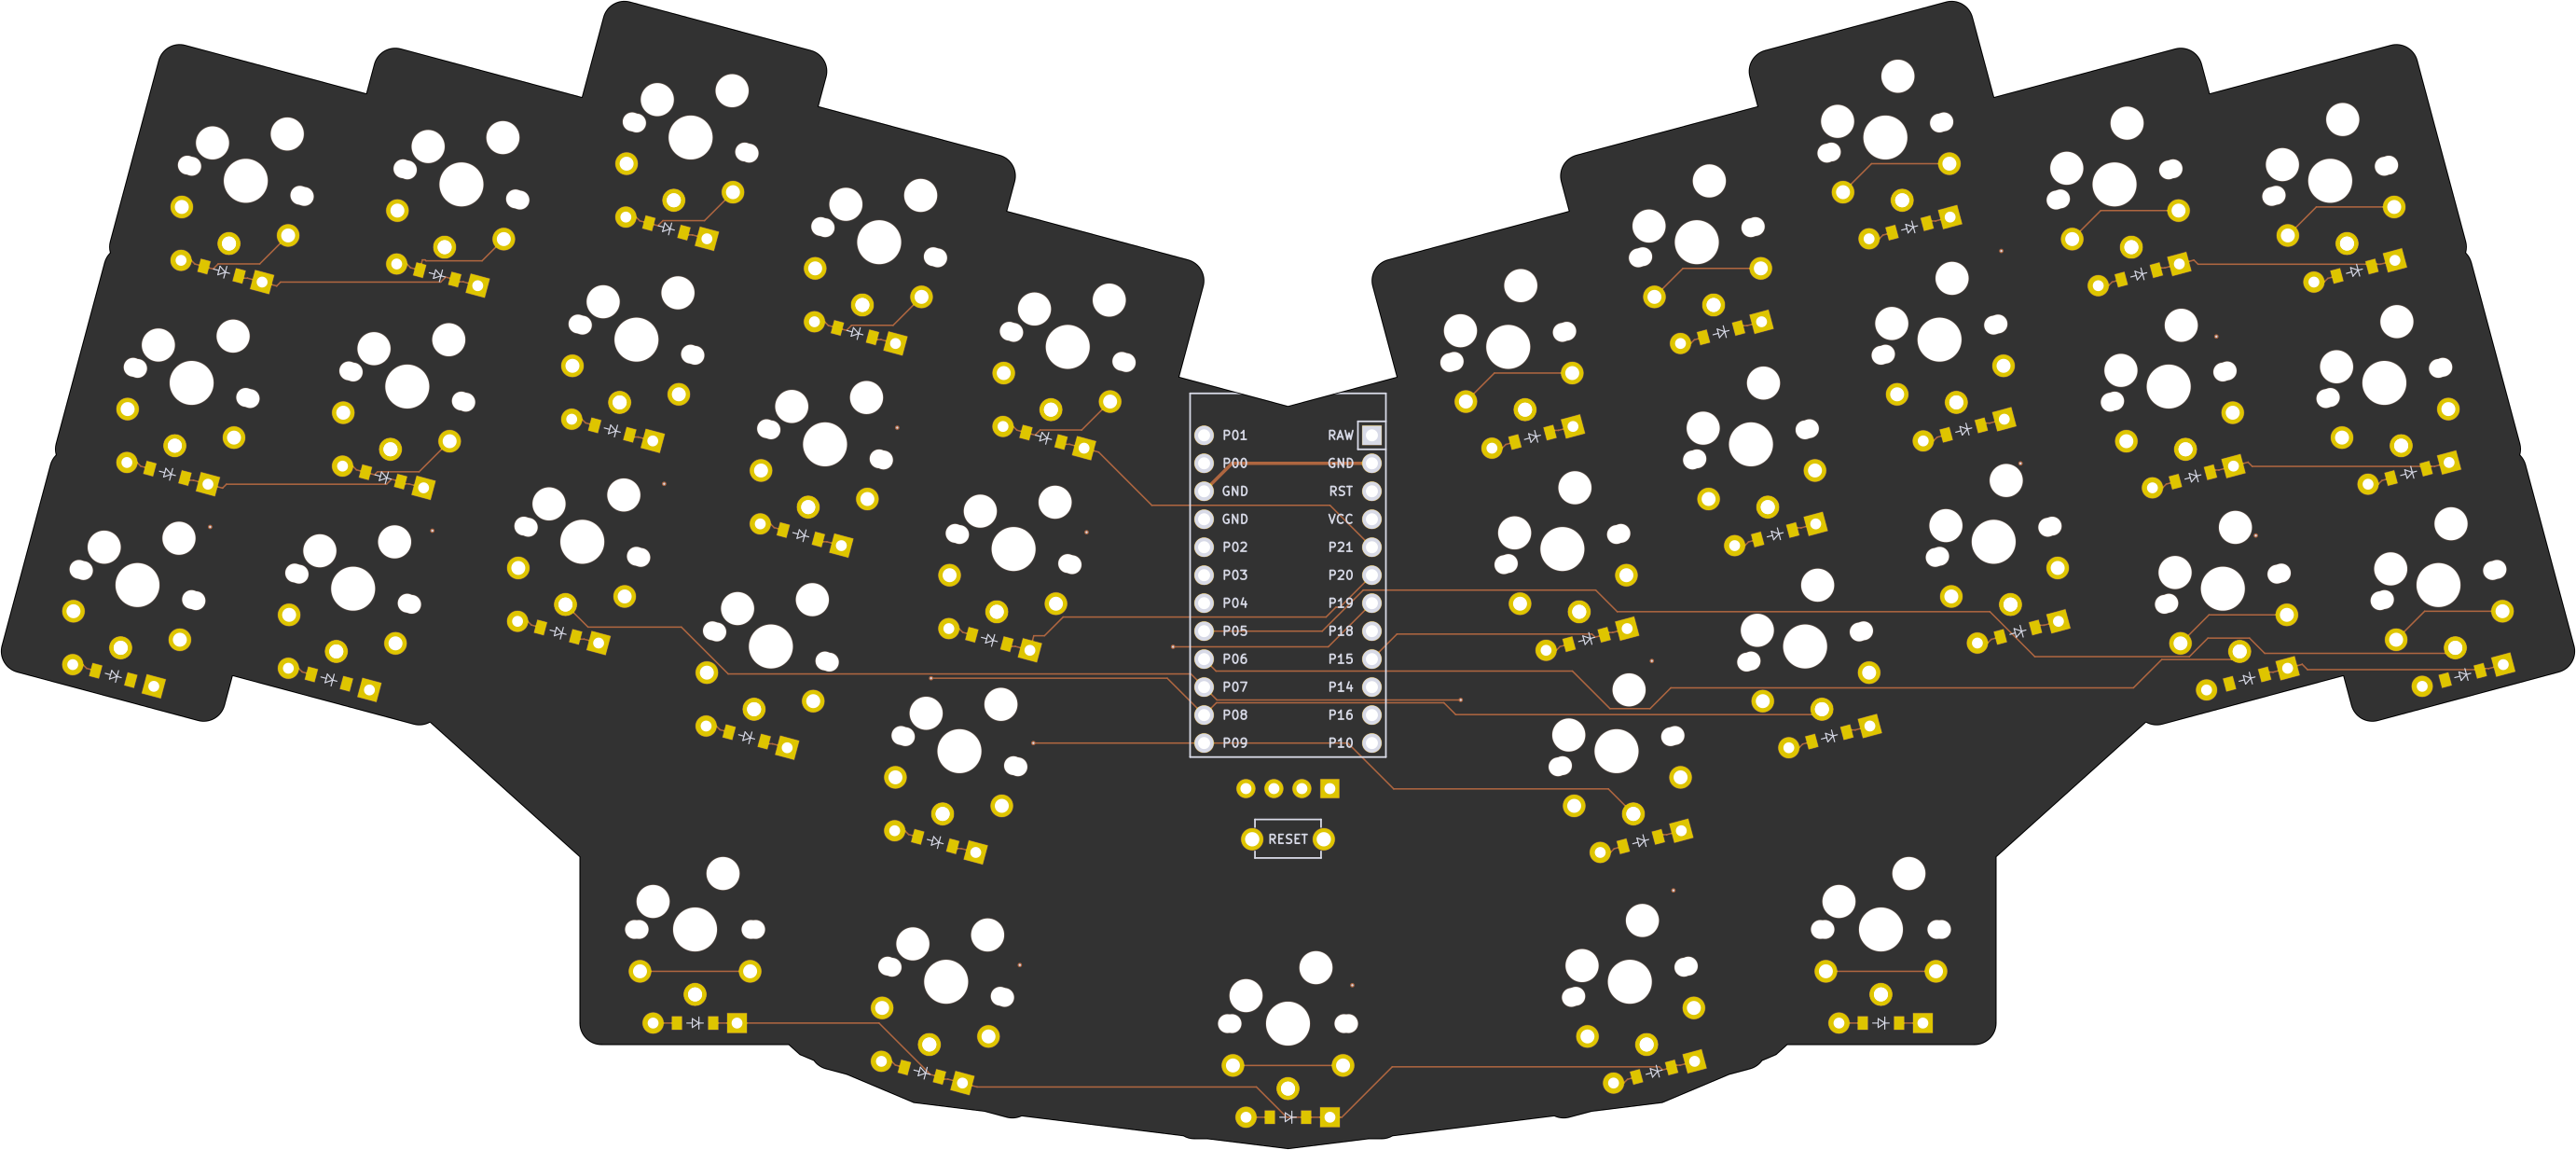 P01 RAW
P00 GND
GND RST
GND VCC
P02 P21
P03 P20
P04 P19
P05 P18
P06 P15
P07 P14
P08 P16
P09 P10
RESET